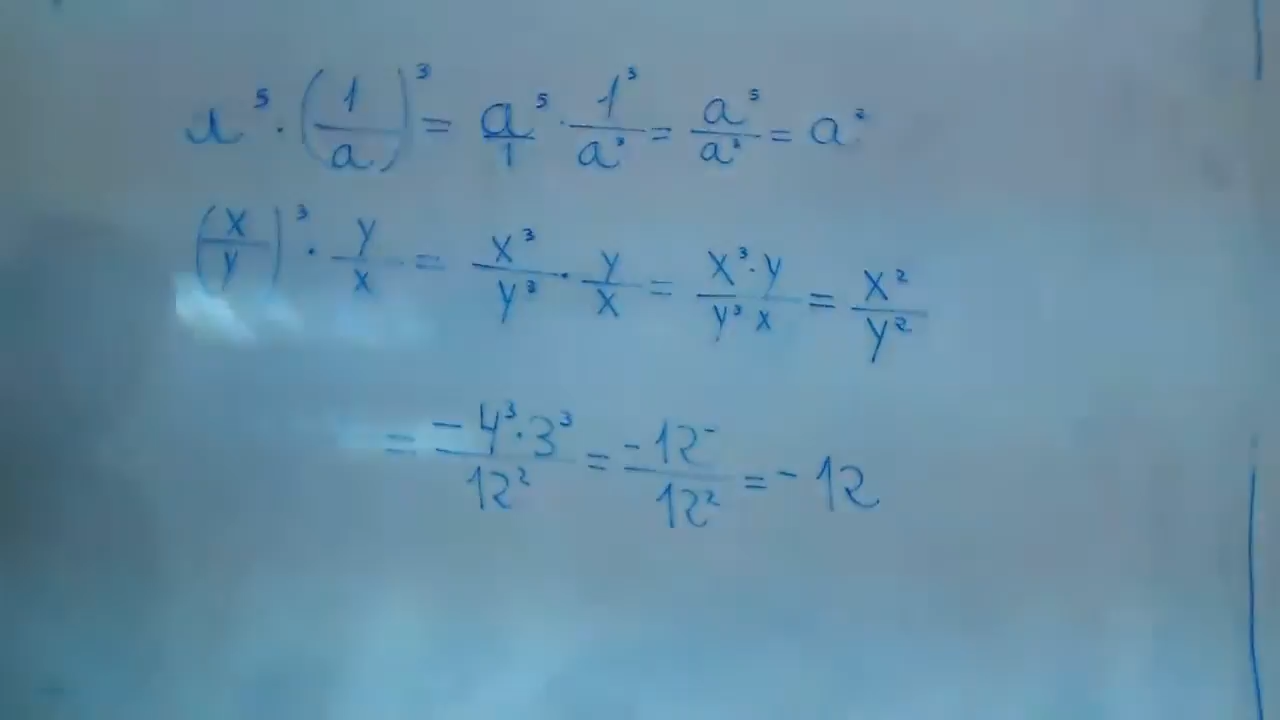 a⁵ · (1/a)³ = a⁵/1 · 1³/a³ = a⁵/a³ = a²
(x/y)³ · y/x = x³/y³ · y/x = x³·y/y³ x = x²/y²
= -4³·3³/12² = -12/12² = -12